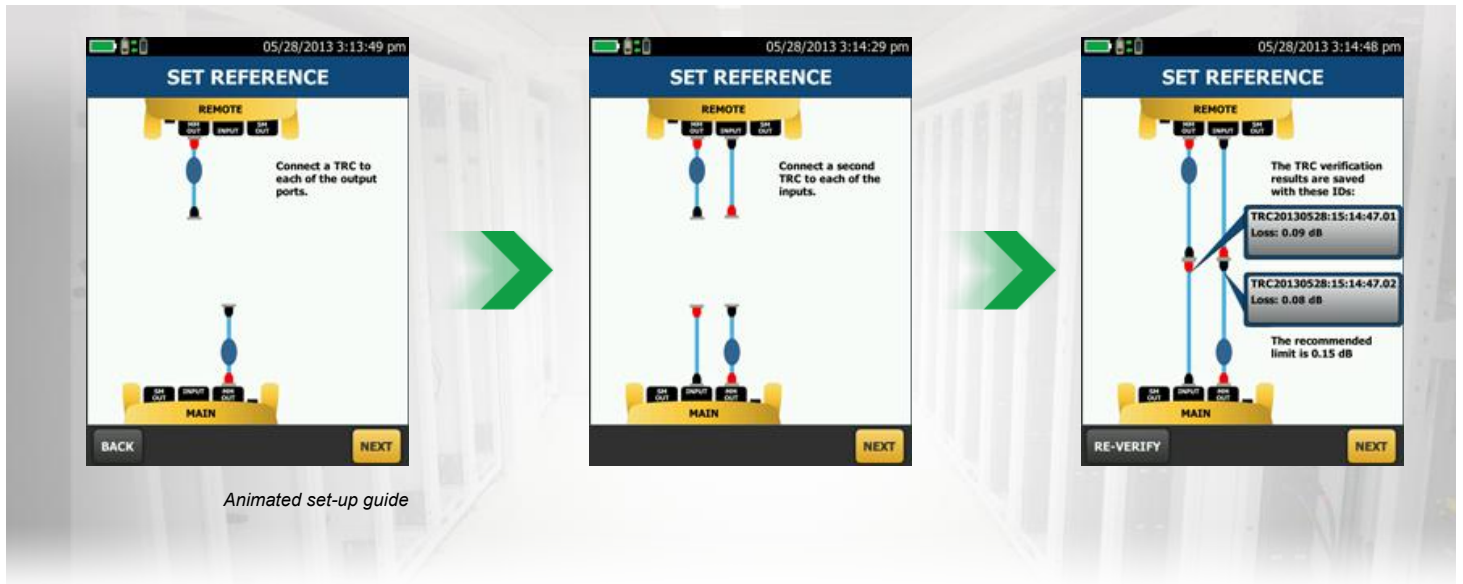 05/28/2013 3:13:49 pm
SET REFERENCE
REMOTE
MM OUT INPUT SM OUT
Connect a TRC to
each of the output
ports.
SM OUT INPUT MM OUT
MAIN
BACK NEXT
Animated set-up guide
05/28/2013 3:14:29 pm
SET REFERENCE
REMOTE
MM OUT INPUT SM OUT
Connect a second
TRC to each of the
inputs.
SM OUT INPUT MM OUT
MAIN
NEXT
05/28/2013 3:14:48 pm
SET REFERENCE
REMOTE
MM OUT INPUT SM OUT
The TRC verification
results are saved
with these IDs:
TRC20130528:15:14:47.01
Loss: 0.09 dB
TRC20130528:15:14:47.02
Loss: 0.08 dB
The recommended
limit is 0.15 dB
SM OUT INPUT MM OUT
MAIN
RE-VERIFY NEXT